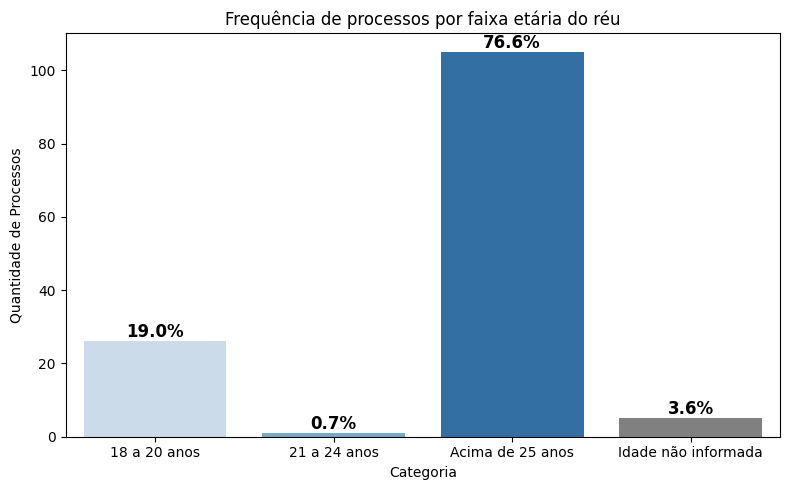 Frequência de processos por faixa etária do réu
76.6%
100
80
60
40
20
0
Quantidade de Processos
19.0%
0.7%
3.6%
18 a 20 anos
21 a 24 anos
Acima de 25 anos
Idade não informada
Categoria